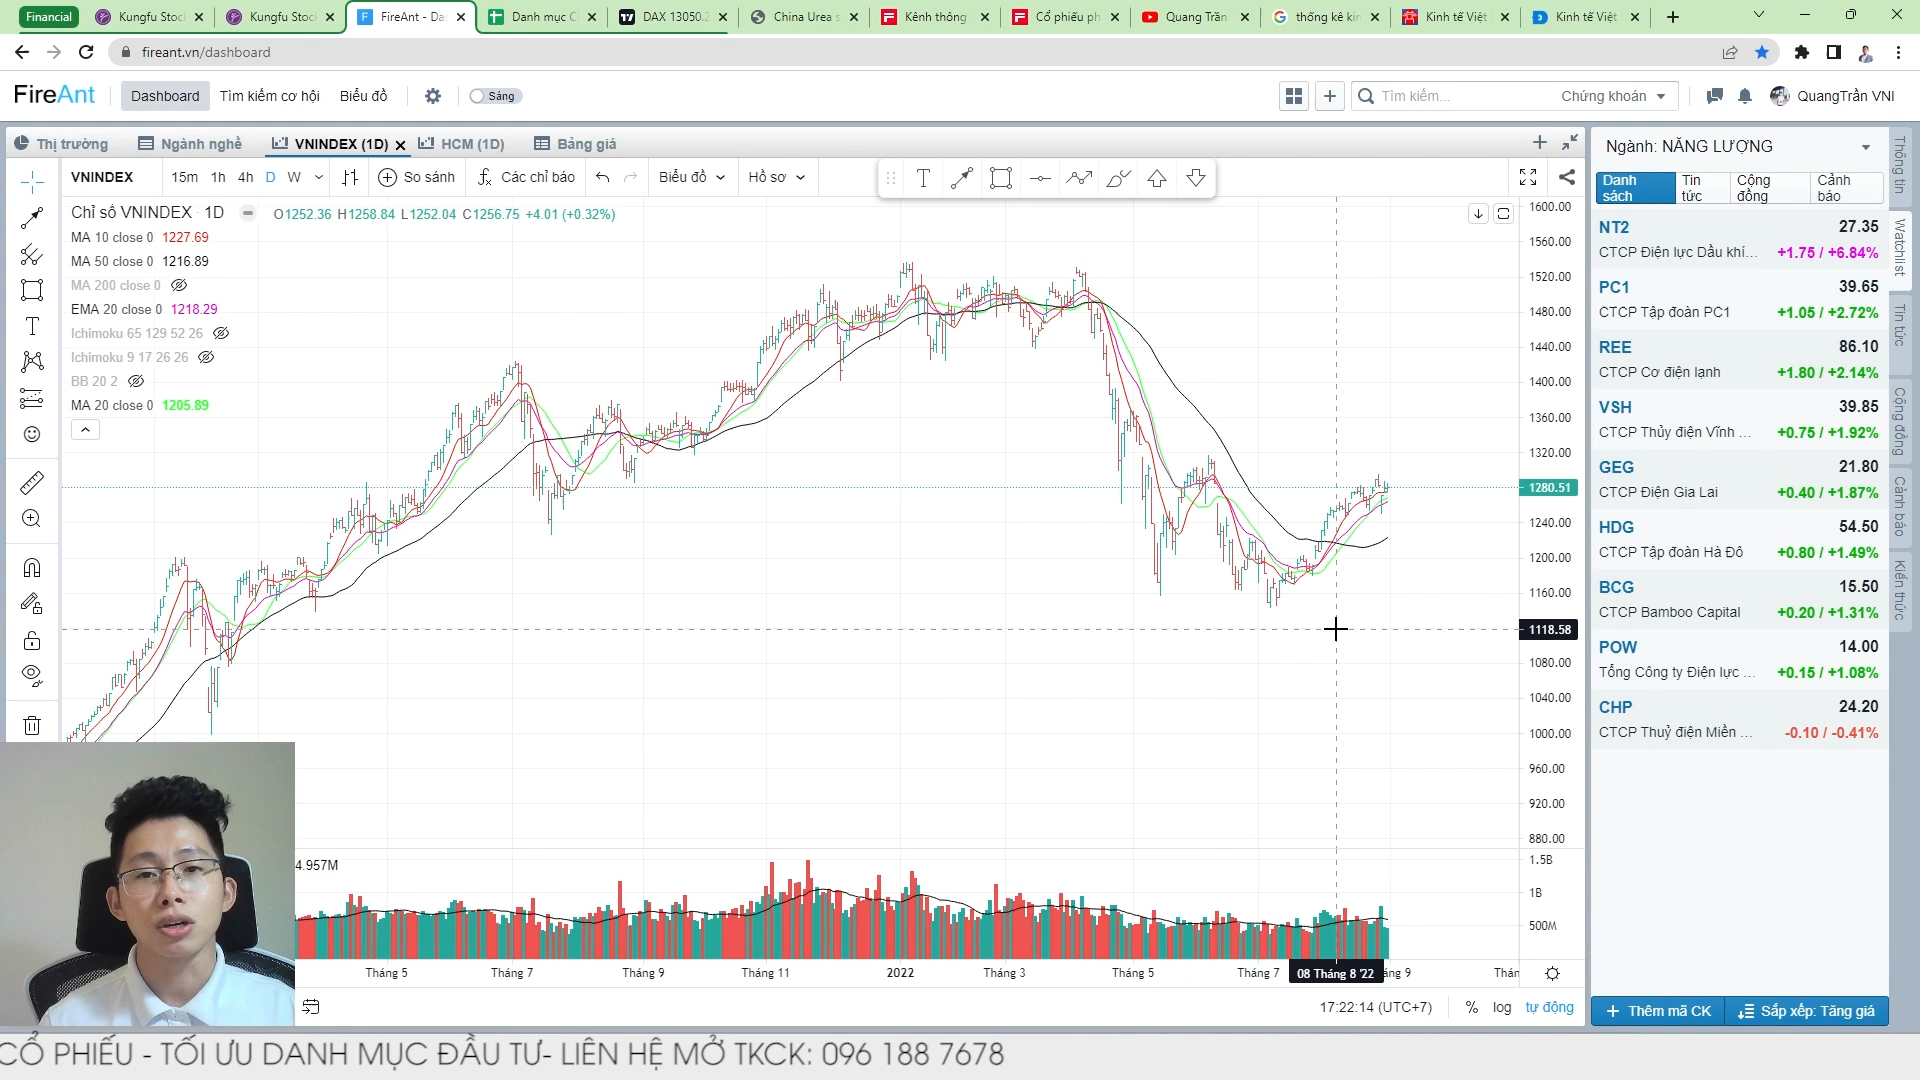 Financial
Kungfu Stoc
Kungfu Stoc
FireAnt - Da
Danh mục C
DAX 13050.2
China Urea s
Kênh thông
Cổ phiếu ph
Quang Trần
thống kê kin
Kinh tế Việt
Kinh tế Việt
fireant.vn/dashboard
FireAnt
Dashboard
Tìm kiếm cơ hội
Biểu đồ
Sáng
Tìm kiếm...
Chứng khoán
QuangTrần VNI
Thị trường
Ngành nghề
VNINDEX (1D)
HCM (1D)
Bảng giá
VNINDEX
15m 1h 4h D W
So sánh
Các chỉ báo
Biểu đồ
Hồ sơ
Chỉ số VNINDEX · 1D
O1252.36 H1258.84 L1252.04 C1256.75 +4.01 (+0.32%)
MA 10 close 0 1227.69
MA 50 close 0 1216.89
MA 200 close 0
EMA 20 close 0 1218.29
Ichimoku 65 129 52 26
Ichimoku 9 17 26 26
BB 20 2
MA 20 close 0 1205.89
1600.00
1560.00
1520.00
1480.00
1440.00
1400.00
1360.00
1320.00
1280.51
1240.00
1200.00
1160.00
1118.58
1080.00
1040.00
1000.00
960.00
920.00
880.00
4.957M
1.5B
1B
500M
Tháng 5
Tháng 7
Tháng 9
Tháng 11
2022
Tháng 3
Tháng 5
Tháng 7
08 Tháng 8 '22
áng 9
Thán
17:22:14 (UTC+7)
%
log
tự động
Ngành: NĂNG LƯỢNG
Danh sách
Tin tức
Cộng đồng
Cảnh báo
NT2 27.35
CTCP Điện lực Dầu khí... +1.75 / +6.84%
PC1 39.65
CTCP Tập đoàn PC1 +1.05 / +2.72%
REE 86.10
CTCP Cơ điện lạnh +1.80 / +2.14%
VSH 39.85
CTCP Thủy điện Vĩnh ... +0.75 / +1.92%
GEG 21.80
CTCP Điện Gia Lai +0.40 / +1.87%
HDG 54.50
CTCP Tập đoàn Hà Đô +0.80 / +1.49%
BCG 15.50
CTCP Bamboo Capital +0.20 / +1.31%
POW 14.00
Tổng Công ty Điện lực ... +0.15 / +1.08%
CHP 24.20
CTCP Thuỷ điện Miền ... -0.10 / -0.41%
Thêm mã CK
Sắp xếp: Tăng giá
Thông tin
Watchlist
Tin tức
Cộng đồng
Cảnh báo
Kiến thức
CỔ PHIẾU - TỐI ƯU DANH MỤC ĐẦU TƯ- LIÊN HỆ MỞ TKCK: 096 188 7678